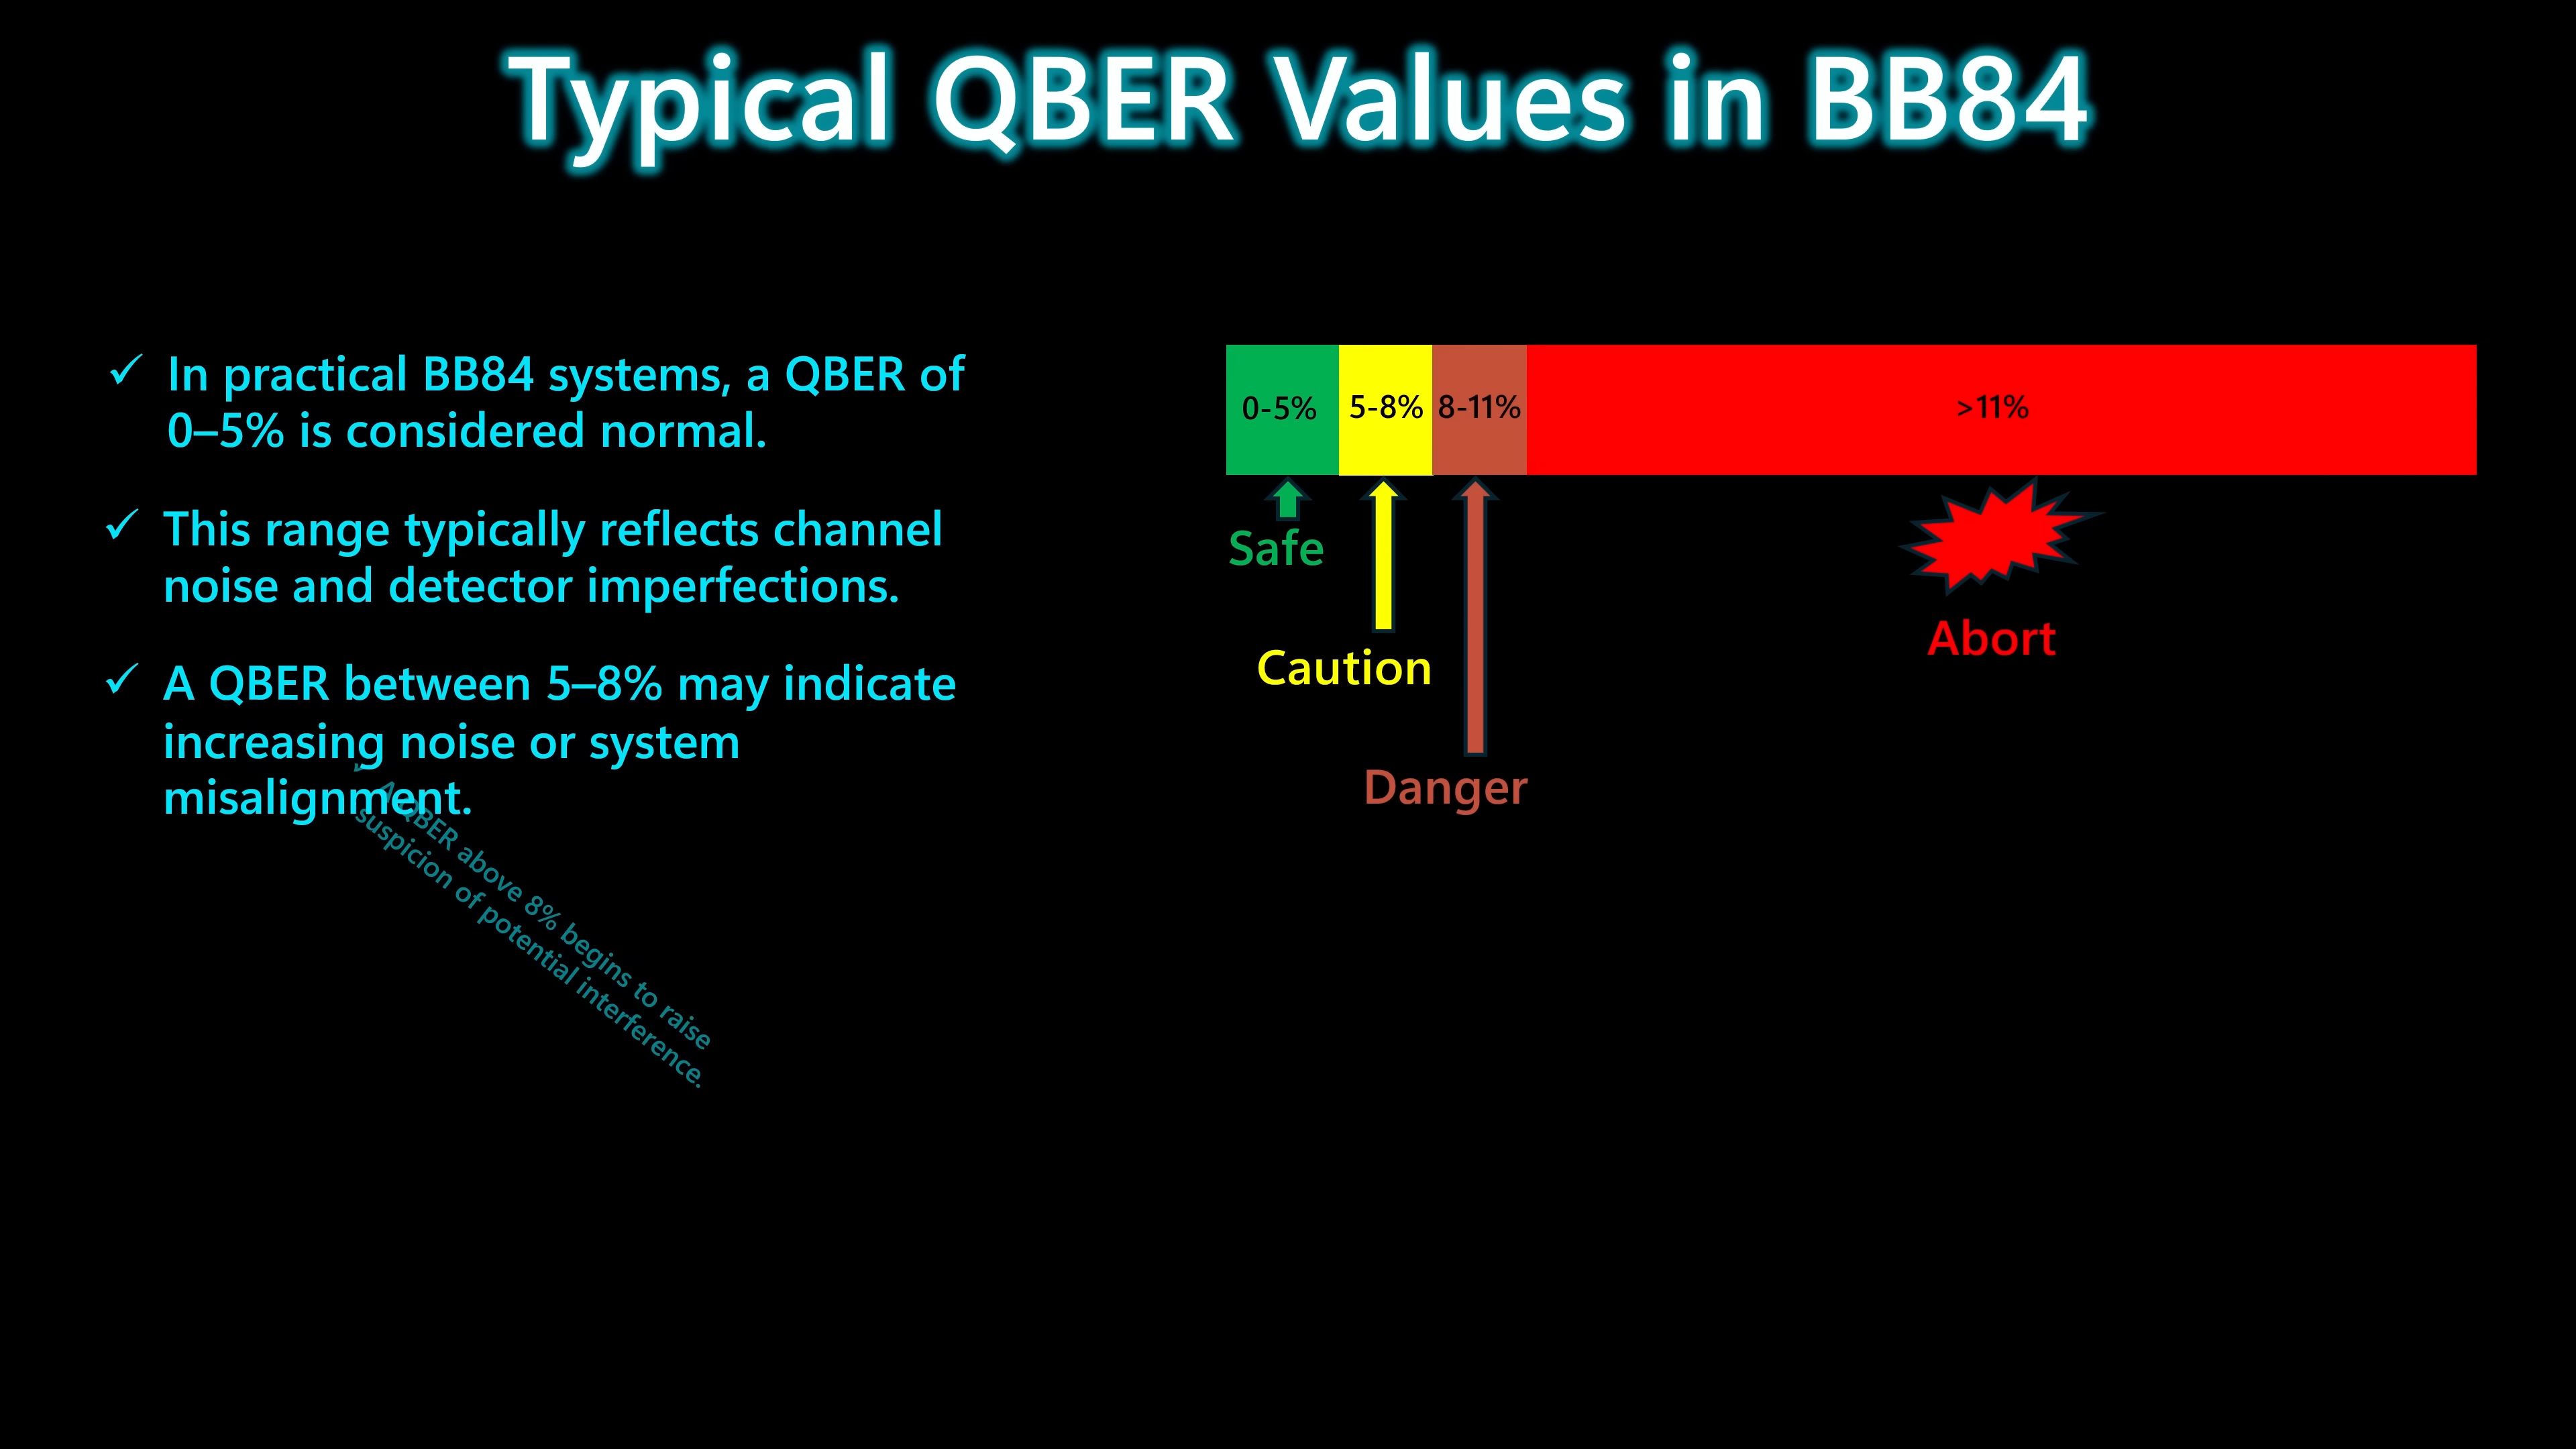 Typical QBER Values in BB84
✓ In practical BB84 systems, a QBER of
0–5% is considered normal.
✓ This range typically reflects channel
noise and detector imperfections.
✓ A QBER between 5–8% may indicate
increasing noise or system
misalignment.
✓ A QBER above 8% begins to raise
suspicion of potential interference.
0-5%
5-8%
8-11%
>11%
Safe
Caution
Danger
Abort